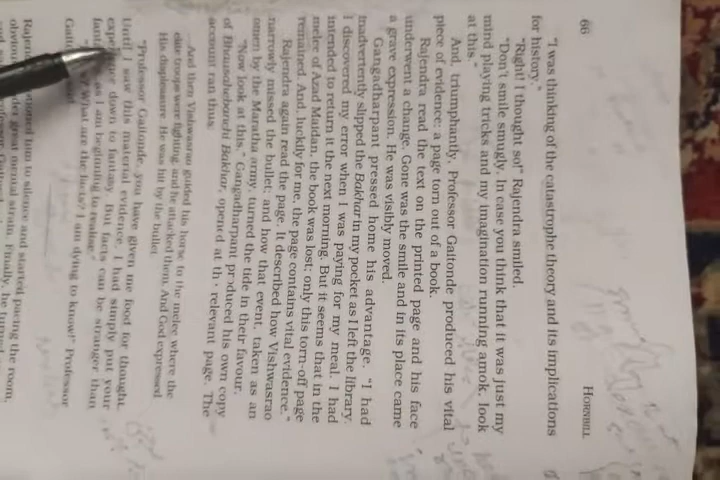 66
HORNBILL
"I was thinking of the catastrophe theory and its implications
for history."
"Right! I thought so!" Rajendra smiled.
"Don't smile smugly. In case you think that it was just my
mind playing tricks and my imagination running amok, look
at this."
And, triumphantly, Professor Gaitonde produced his vital
piece of evidence: a page torn out of a book.
Rajendra read the text on the printed page and his face
underwent a change. Gone was the smile and in its place came
a grave expression. He was visibly moved.
Gangadharpant pressed home his advantage. "I had
inadvertently slipped the Bakhar in my pocket as I left the library.
I discovered my error when I was paying for my meal. I had
intended to return it the next morning. But it seems that in the
melee of Azad Maidan, the book was lost; only this torn-off page
remained. And, luckily for me, the page contains vital evidence."
Rajendra again read the page. It described how Vishwasrao
narrowly missed the bullet; and how that event, taken as an
omen by the Maratha army, turned the tide in their favour.
"Now look at this." Gangadharpant produced his own copy
of Bhausahebanchi Bakhar, opened at the relevant page. The
account ran thus:
...And then Vishwasrao guided his horse to the melee where the
elite troops were fighting, and he attacked them. And God expressed
His displeasure. He was hit by the bullet.
"Professor Gaitonde, you have given me food for thought.
Until I saw this material evidence, I had simply put your
down to fantasy. But facts can be stranger than
as I am beginning to realise."
What are the facts? I am dying to know!" Professor
him to silence and started pacing the room,
under great mental strain. Finally, he turned